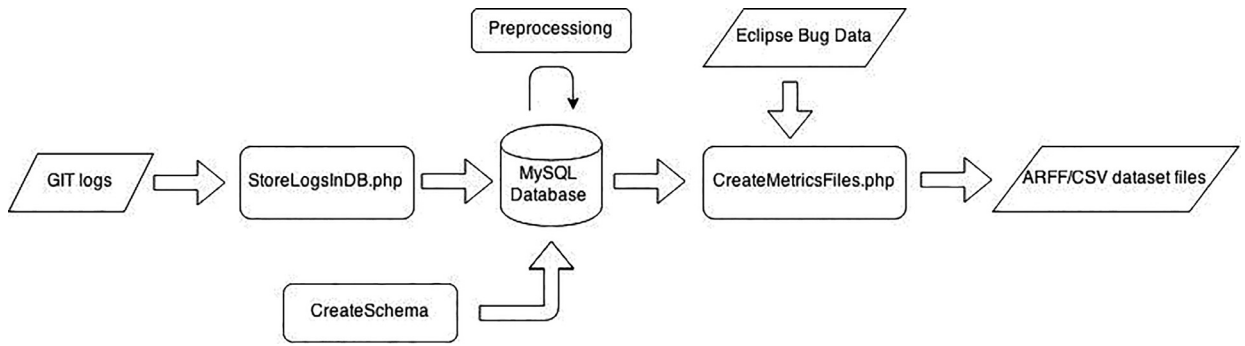 Preprocessiong
Eclipse Bug Data
GIT logs
StoreLogsInDB.php
MySQL
Database
CreateMetricsFiles.php
ARFF/CSV dataset files
CreateSchema